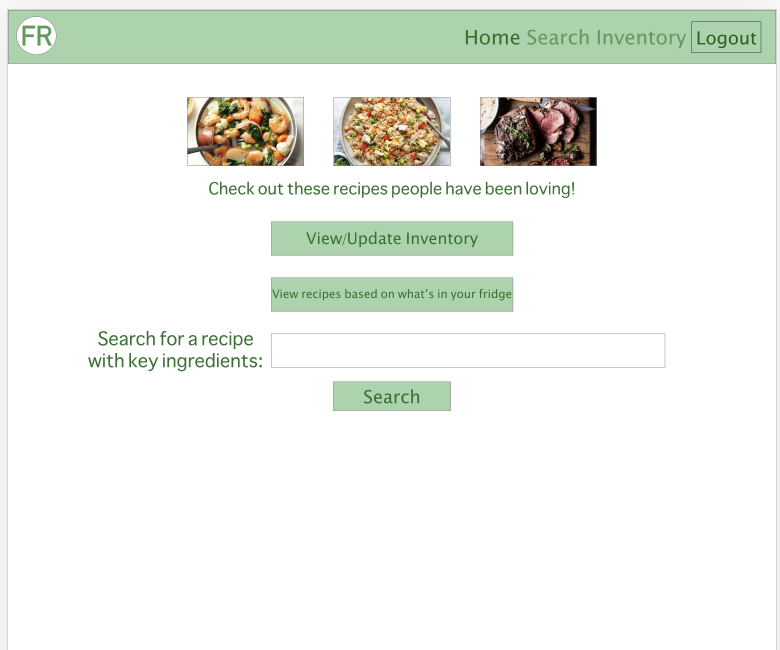 FR
Home Search Inventory Logout
Check out these recipes people have been loving!
View/Update Inventory
View recipes based on what's in your fridge
Search for a recipe
with key ingredients:
Search